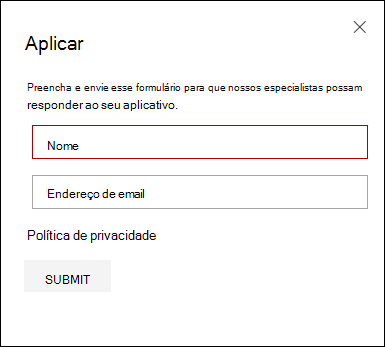 Aplicar
Preencha e envie esse formulário para que nossos especialistas possam
responder ao seu aplicativo.
Nome
Endereço de email
Política de privacidade
SUBMIT